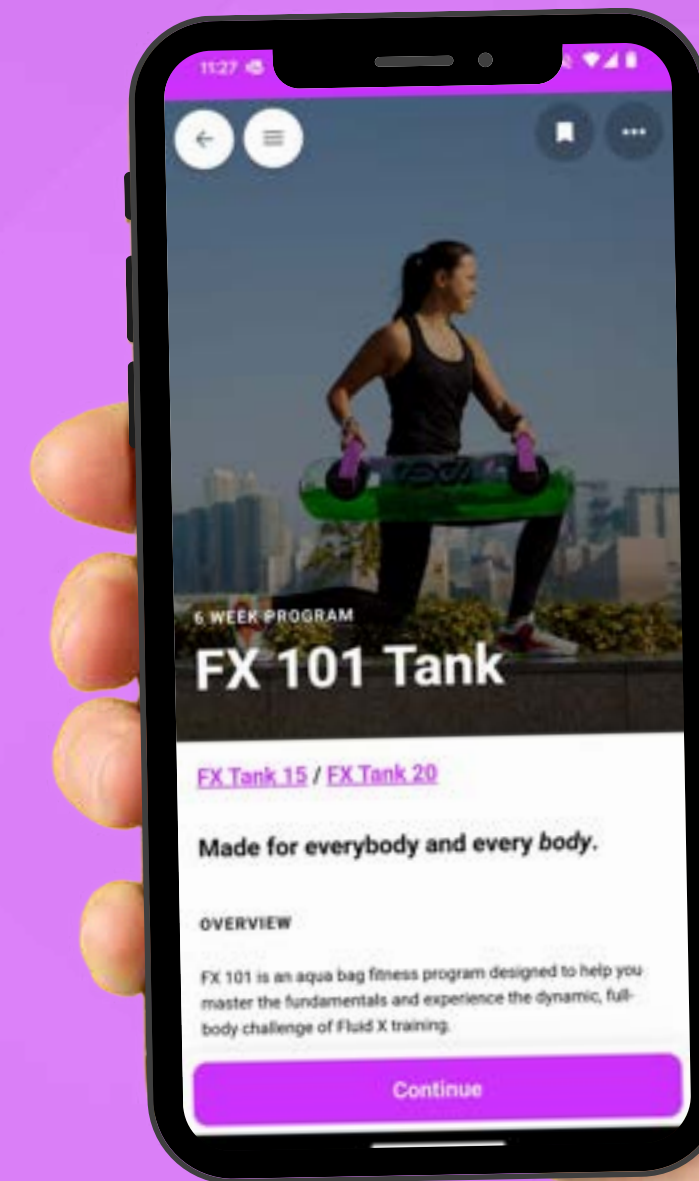 11:27
6 WEEK PROGRAM
FX 101 Tank
FX Tank 15 / FX Tank 20
Made for everybody and every body.
OVERVIEW
FX 101 is an aqua bag fitness program designed to help you
master the fundamentals and experience the dynamic, full-
body challenge of Fluid X training.
Continue